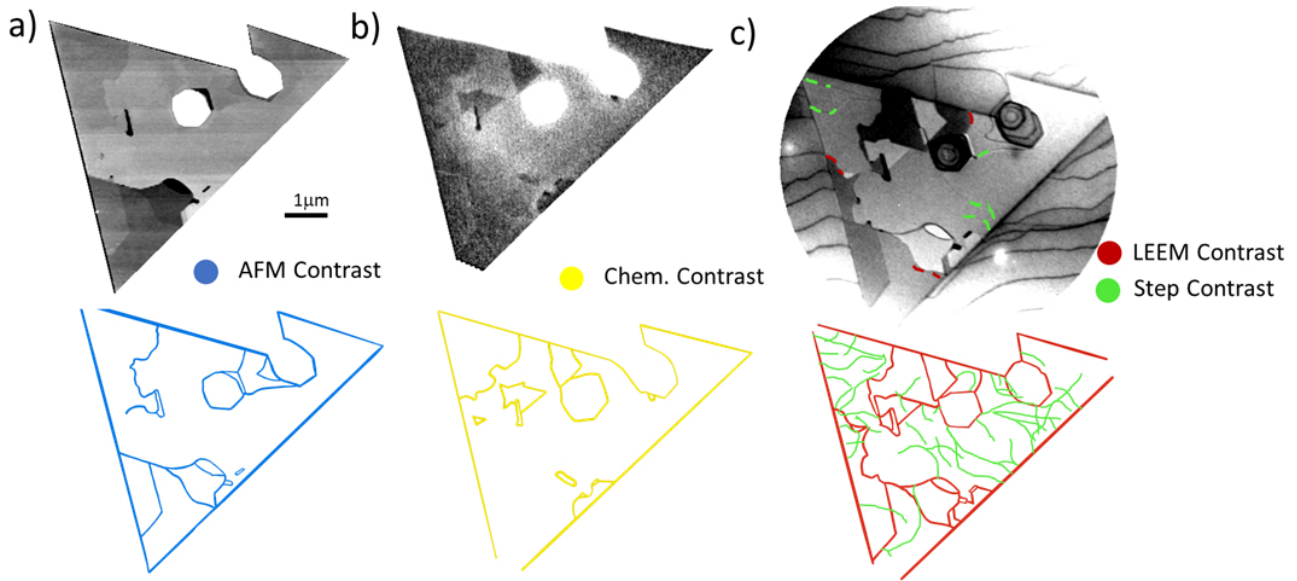 a)
b)
c)
1μm
AFM Contrast
Chem. Contrast
LEEM Contrast
Step Contrast